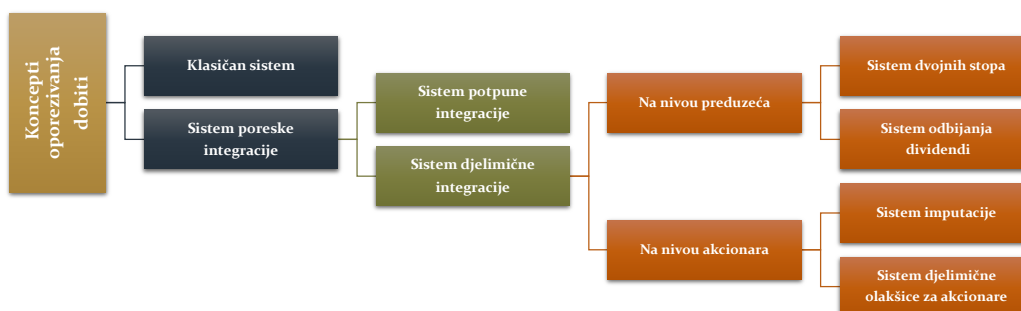 Koncepti
oporezivanja
dobiti
Klasičan sistem
Sistem poreske
integracije
Sistem potpune
integracije
Sistem djelimične
integracije
Na nivou preduzeća
Sistem dvojnih stopa
Sistem odbijanja
dividendi
Na nivou akcionara
Sistem imputacije
Sistem djelimične
olakšice za akcionare